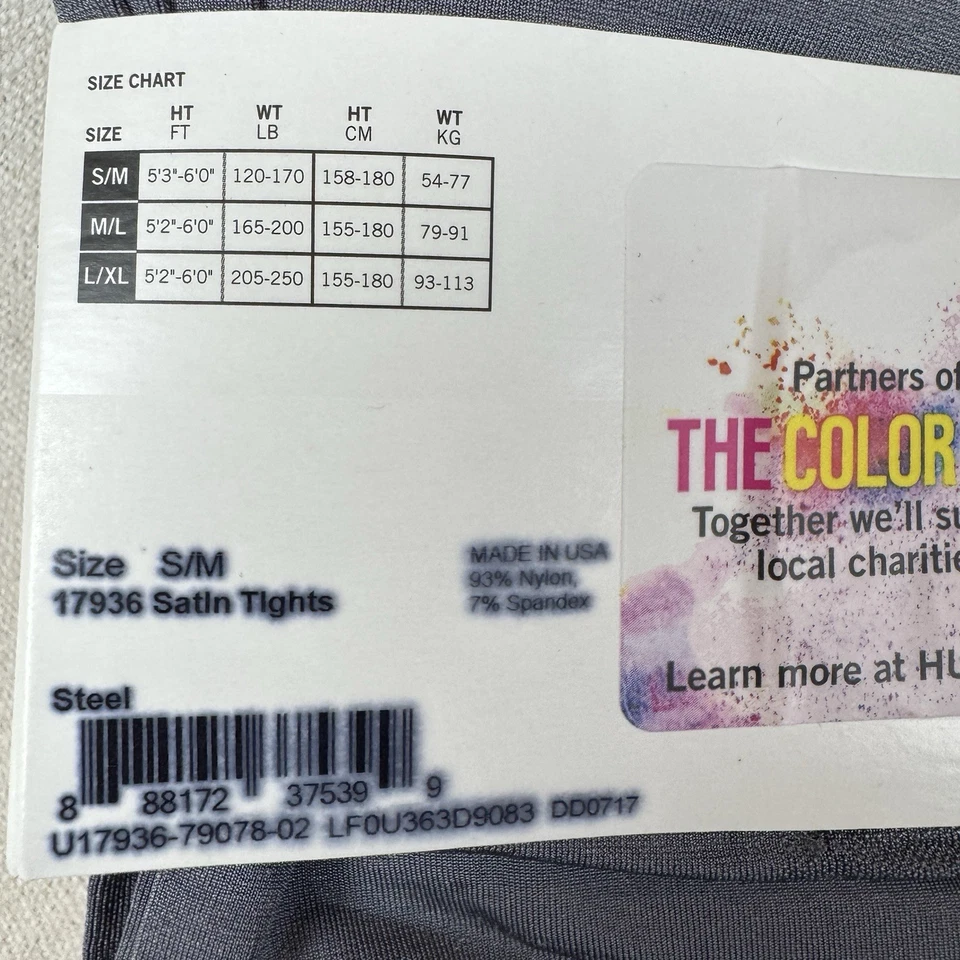 SIZE CHART
SIZE HT FT WT LB HT CM WT KG
S/M 5'3"-6'0" 120-170 158-180 54-77
M/L 5'2"-6'0" 165-200 155-180 79-91
L/XL 5'2"-6'0" 205-250 155-180 93-113
Partners of
THE COLOR
Together we'll su
local charitie
Learn more at HU
Size S/M
17936 Satin Tights
MADE IN USA
93% Nylon,
7% Spandex
Steel
8 88172 37539 9
U17936-79078-02 LF0U363D9083 DD0717